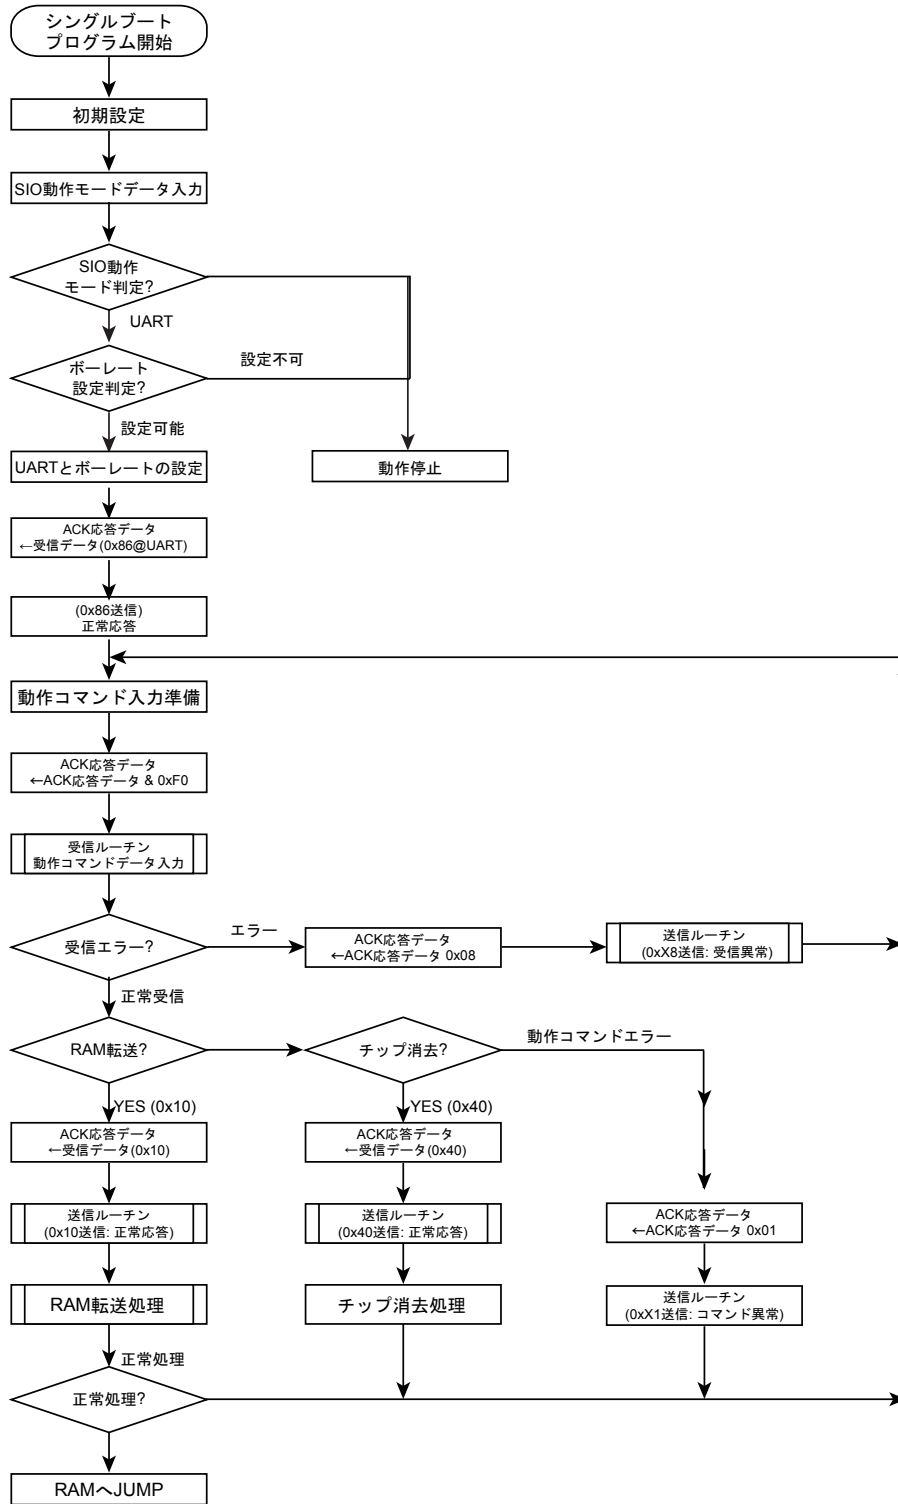 シングルブート
プログラム開始
初期設定
SIO動作モードデータ入力
SIO動作
モード判定?
UART
ボーレート
設定判定?
設定不可
設定可能
UARTとボーレートの設定
動作停止
ACK応答データ
←受信データ(0x86@UART)
(0x86送信)
正常応答
動作コマンド入力準備
ACK応答データ
←ACK応答データ & 0xF0
受信ルーチン
動作コマンドデータ入力
受信エラー?
エラー
ACK応答データ
←ACK応答データ 0x08
送信ルーチン
(0xX8送信: 受信異常)
正常受信
RAM転送?
チップ消去?
動作コマンドエラー
YES (0x10)
YES (0x40)
ACK応答データ
←受信データ(0x10)
ACK応答データ
←受信データ(0x40)
送信ルーチン
(0x10送信: 正常応答)
送信ルーチン
(0x40送信: 正常応答)
ACK応答データ
←ACK応答データ 0x01
RAM転送処理
チップ消去処理
送信ルーチン
(0xX1送信: コマンド異常)
正常処理
正常処理?
RAMへJUMP